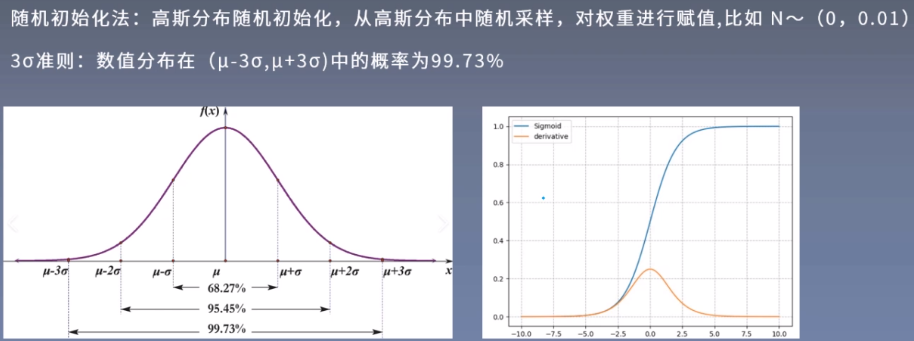 随机初始化法：高斯分布随机初始化，从高斯分布中随机采样，对权重进行赋值,比如 N～（0，0.01）
3σ准则：数值分布在（μ-3σ,μ+3σ)中的概率为99.73%
f(x)
μ-3σ μ-2σ μ-σ μ μ+σ μ+2σ μ+3σ x
68.27%
95.45%
99.73%
Sigmoid
derivative
1.0
0.8
0.6
0.4
0.2
0.0
−10.0 −7.5 −5.0 −2.5 0.0 2.5 5.0 7.5 10.0